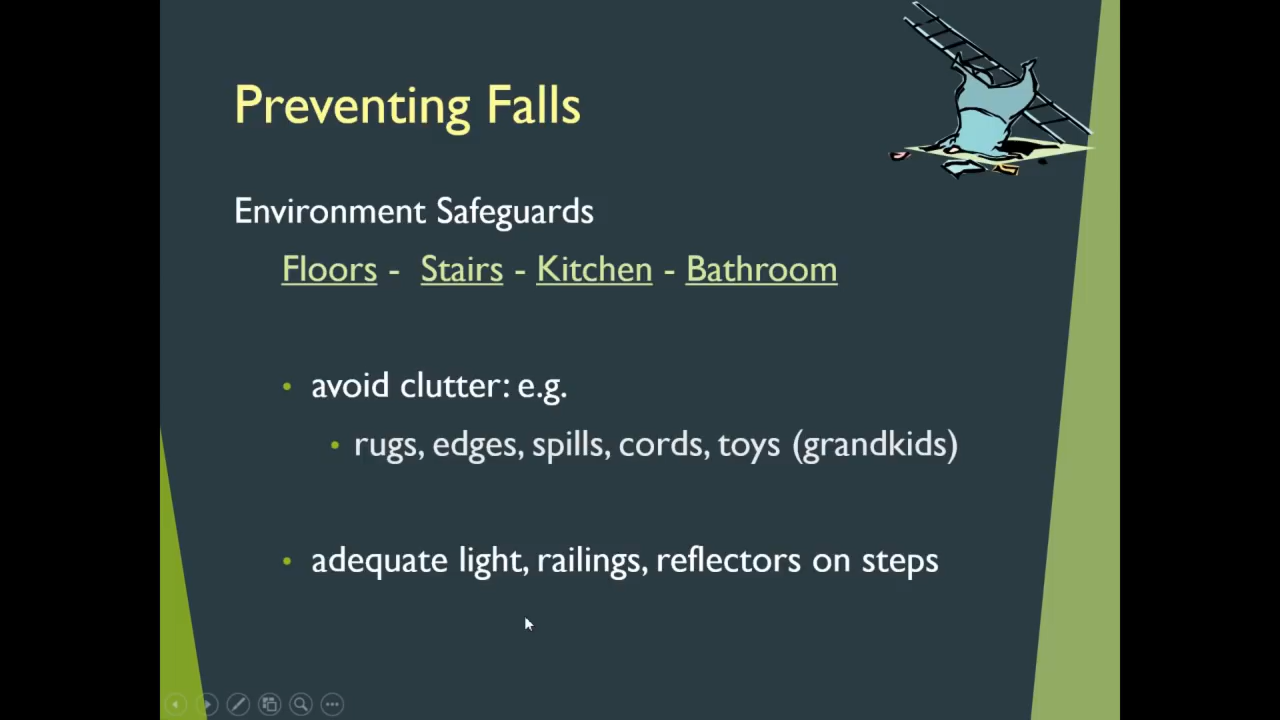 Preventing Falls
Environment Safeguards
Floors - Stairs - Kitchen - Bathroom
• avoid clutter: e.g.
• rugs, edges, spills, cords, toys (grandkids)
• adequate light, railings, reflectors on steps